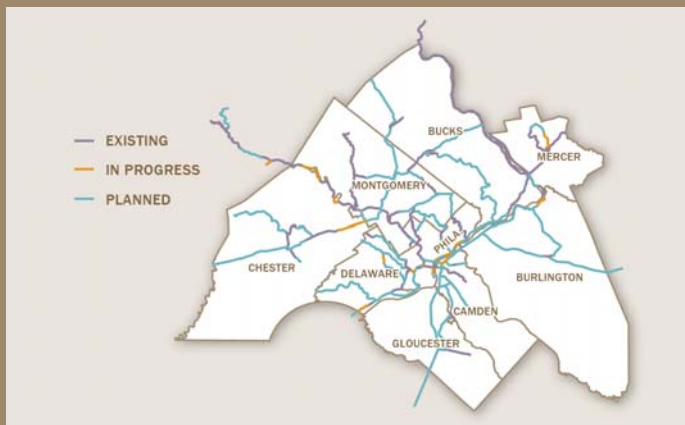 EXISTING
IN PROGRESS
PLANNED
BUCKS
MERCER
MONTGOMERY
PHILA.
CHESTER
DELAWARE
BURLINGTON
CAMDEN
GLOUCESTER